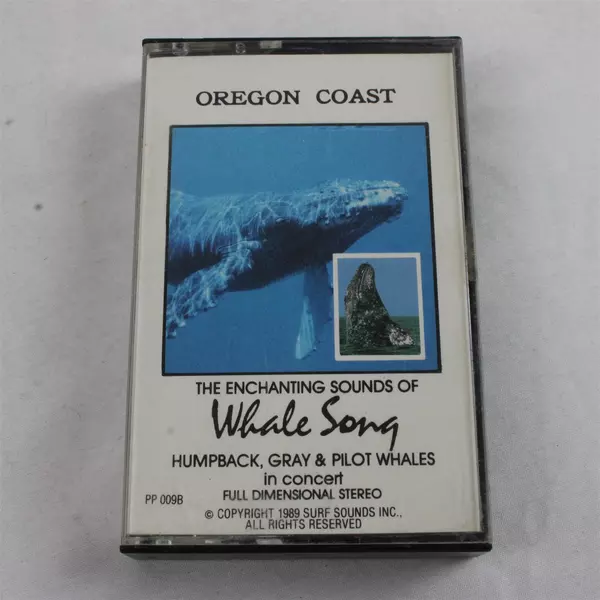 OREGON COAST
THE ENCHANTING SOUNDS OF
Whale Song
HUMPBACK, GRAY & PILOT WHALES
in concert
PP 009B
FULL DIMENSIONAL STEREO
© COPYRIGHT 1989 SURF SOUNDS INC.,
ALL RIGHTS RESERVED